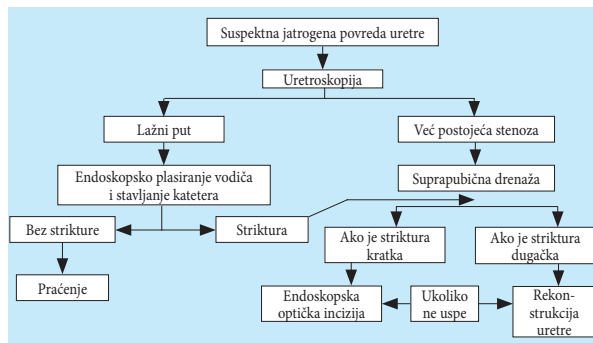 Suspektna jatrogena povreda uretre
Uretroskopija
Lažni put
Već postojeća stenoza
Endoskopsko plasiranje vodiča
i stavljanje katetera
Suprapubična drenaža
Bez strikture
Striktura
Ako je striktura
kratka
Ako je striktura
dugačka
Praćenje
Endoskopska
optička incizija
Ukoliko
ne uspe
Rekon-
strukcija
uretre